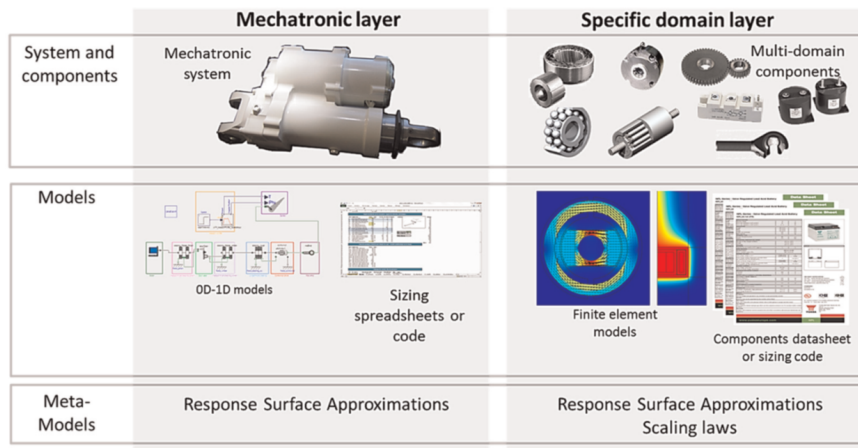 Mechatronic layer
Specific domain layer
System and
components
Mechatronic
system
Multi-domain
components
Models
0D-1D models
Sizing
spreadsheets or
code
Finite element
models
Data Sheet
Components datasheet
or sizing code
Meta-
Models
Response Surface Approximations
Response Surface Approximations
Scaling laws